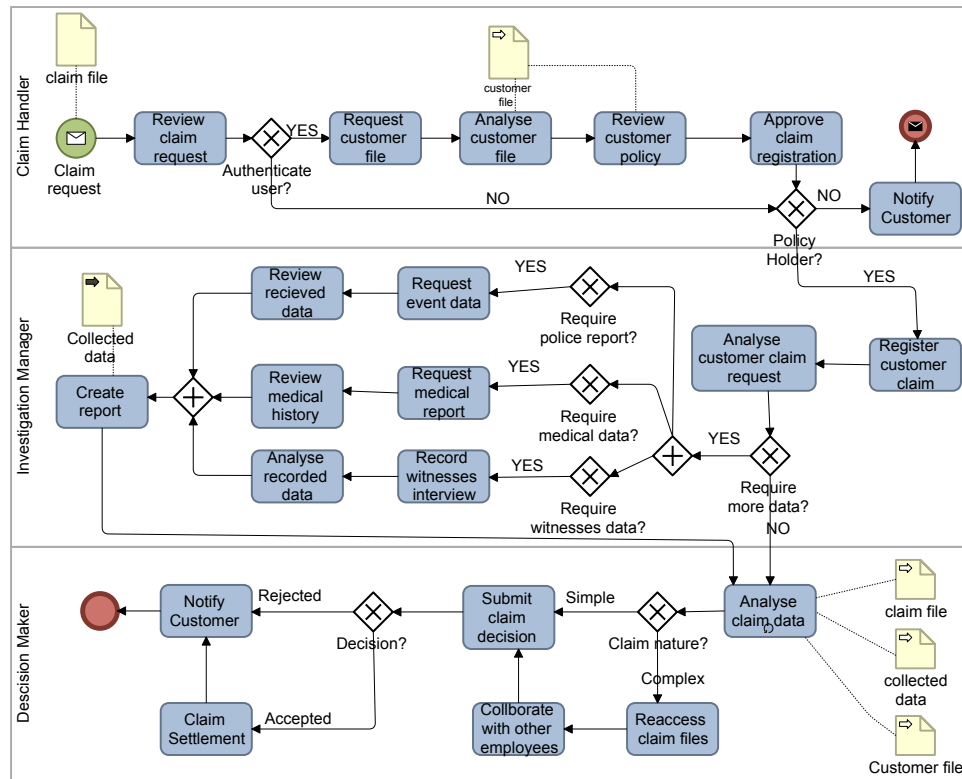 Claim Handler
claim file
Claim
request
Review
claim
request
Authenticate
user?
YES
Request
customer
file
customer
file
Analyse
customer
file
Review
customer
policy
Approve
claim
registration
NO
Policy
Holder?
NO
Notify
Customer
YES
Investigation Manager
Collected
data
Create
report
Review
recieved
data
Request
event data
YES
Require
police report?
Review
medical
history
Request
medical
report
YES
Require
medical data?
Analyse
recorded
data
Record
witnesses
interview
YES
Require
witnesses data?
Analyse
customer claim
request
Register
customer
claim
YES
Require
more data?
NO
Descision Maker
Notify
Customer
Rejected
Decision?
Accepted
Claim
Settlement
Submit
claim
decision
Simple
Claim nature?
Complex
Collborate
with other
employees
Reaccess
claim files
Analyse
claim data
claim file
collected
data
Customer file